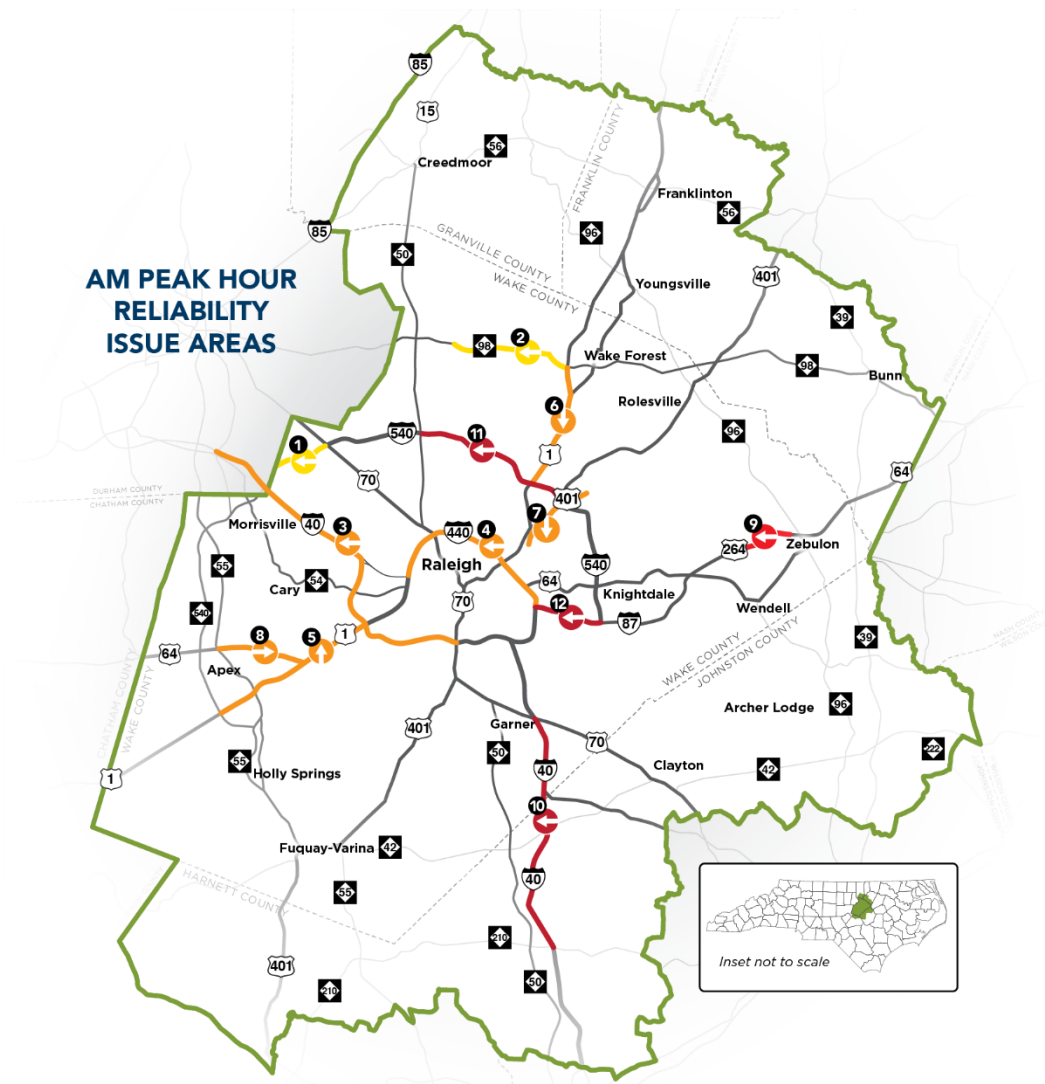 85
15
56
Creedmoor
FRANKLIN COUNTY
Franklinton
56
85
96
50
GRANVILLE COUNTY
WAKE COUNTY
401
AM PEAK HOUR
RELIABILITY
ISSUE AREAS
Youngsville
39
2
98
Wake Forest
98
Bunn
Rolesville
6
96
11
540
1
1
70
64
DURHAM COUNTY
CHATHAM COUNTY
401
Morrisville
40
3
440
4
7
9
264
Zebulon
Raleigh
55
54
Cary
540
64
540
Knightdale
Wendell
70
12
87
1
5
8
64
Apex
39
WAKE COUNTY
JOHNSTON COUNTY
CHATHAM COUNTY
WAKE COUNTY
Archer Lodge
96
401
Garner
50
70
222
55
Holly Springs
40
Clayton
42
1
10
Fuquay-Varina
42
55
40
HARNETT COUNTY
210
401
50
210
Inset not to scale